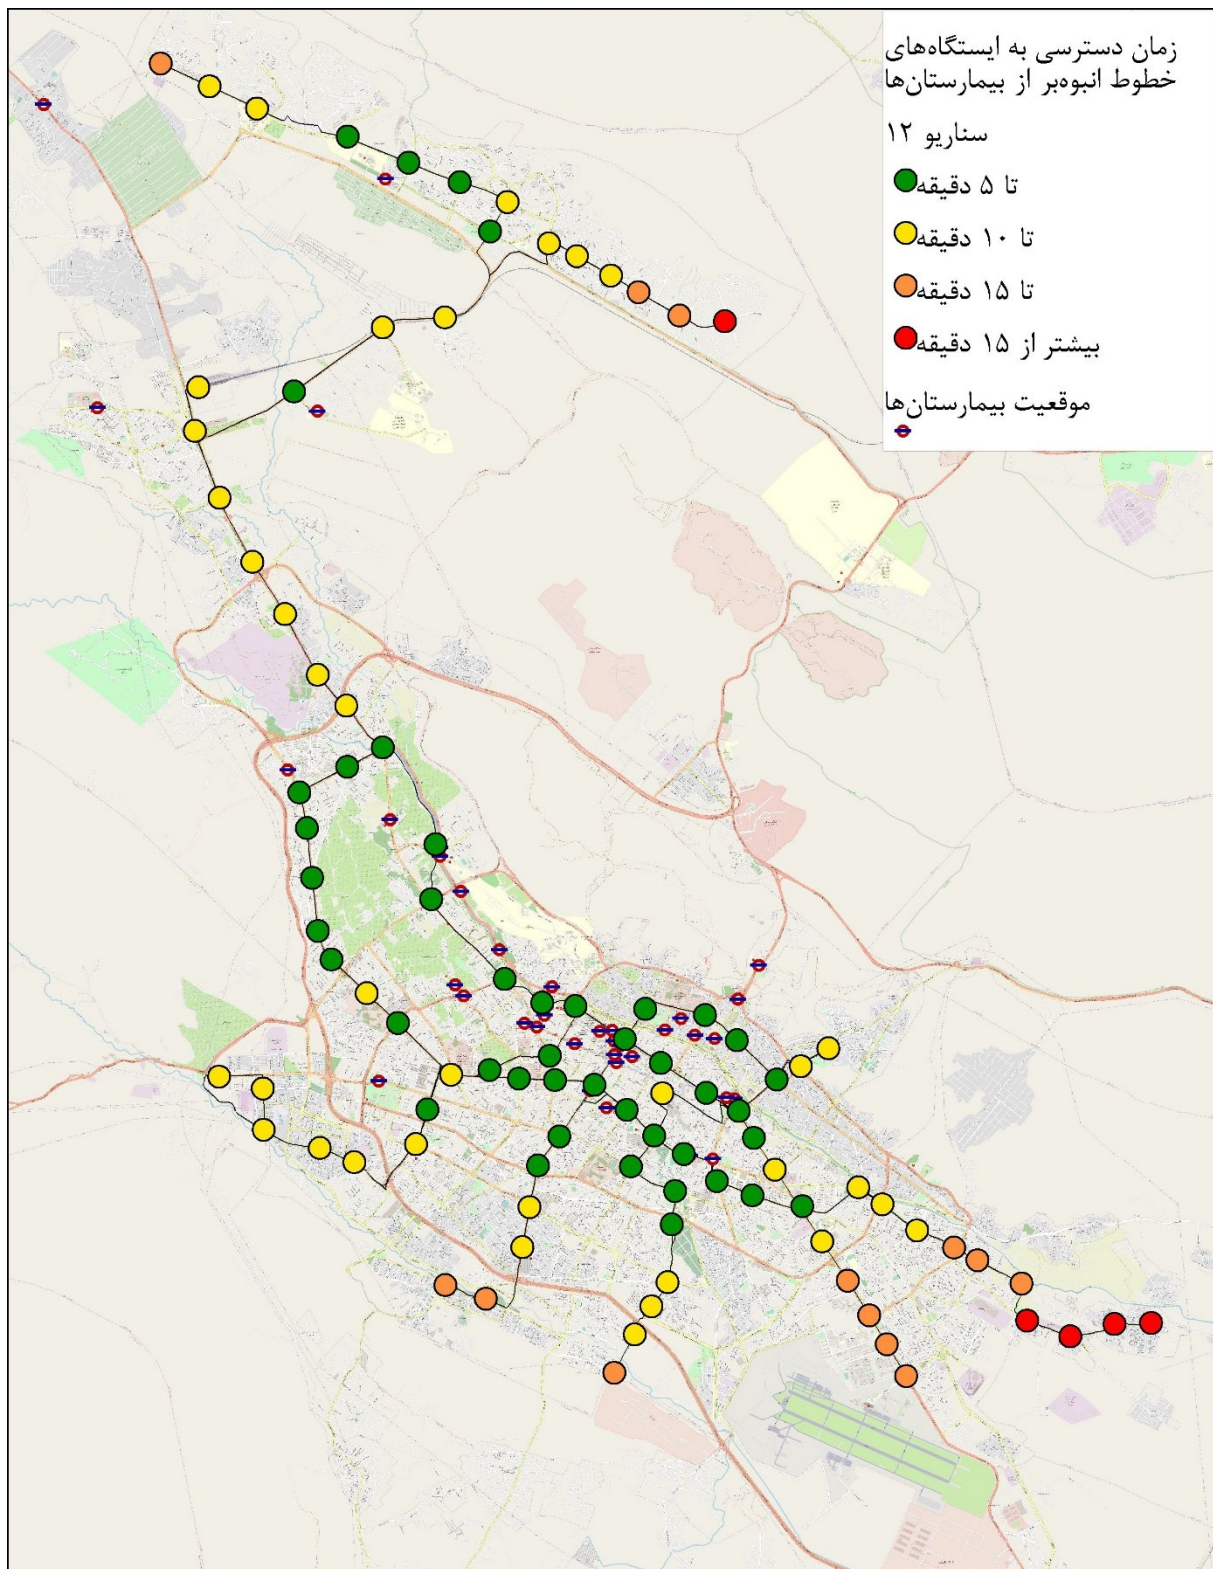 زمان دسترسی به ایستگاه‌های
خطوط انبوه‌بر از بیمارستان‌ها
سناریو ۱۲
تا ۵ دقیقه
تا ۱۰ دقیقه
تا ۱۵ دقیقه
بیشتر از ۱۵ دقیقه
موقعیت بیمارستان‌ها